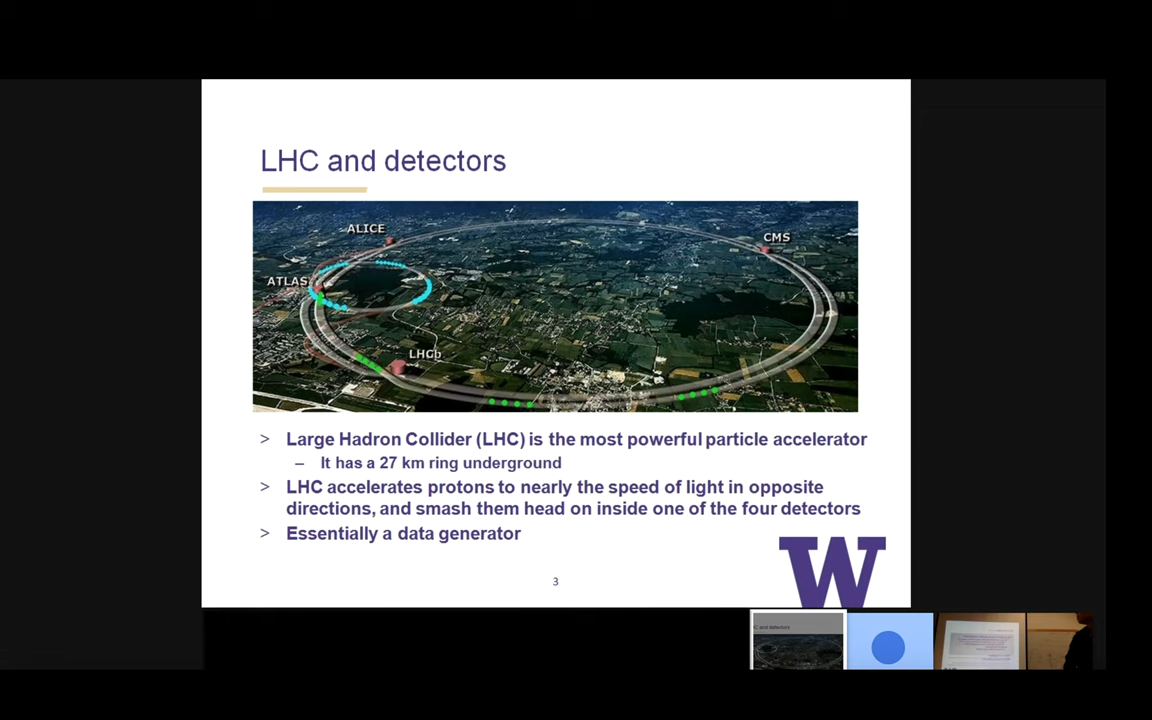 LHC and detectors
ALICE
CMS
ATLAS
LHCb
> Large Hadron Collider (LHC) is the most powerful particle accelerator
– It has a 27 km ring underground
> LHC accelerates protons to nearly the speed of light in opposite
directions, and smash them head on inside one of the four detectors
> Essentially a data generator
3
W
C and detectors